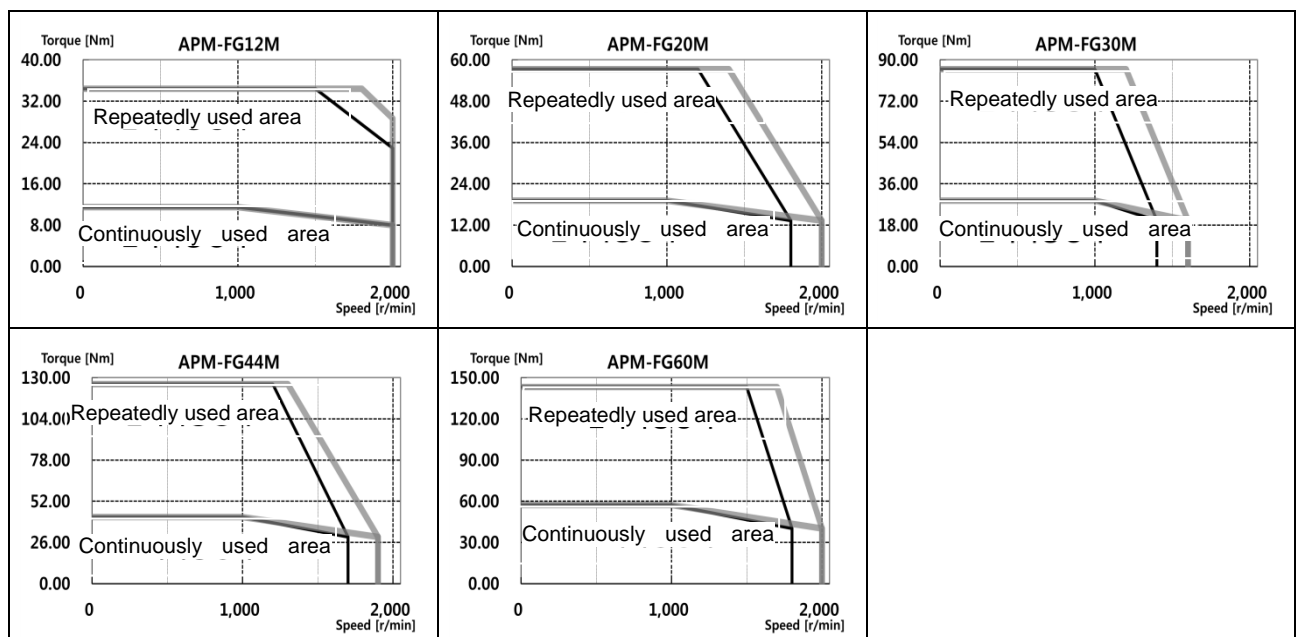 Torque [Nm] APM-FG12M
40.00
32.00
Repeatedly used area
24.00
16.00
8.00
Continuously used area
0.00
0 1,000 2,000
Speed [r/min]
Torque [Nm] APM-FG20M
60.00
48.00
Repeatedly used area
36.00
24.00
12.00
Continuously used area
0.00
0 1,000 2,000
Speed [r/min]
Torque [Nm] APM-FG30M
90.00
72.00
Repeatedly used area
54.00
36.00
18.00
Continuously used area
0.00
0 1,000 2,000
Speed [r/min]
Torque [Nm] APM-FG44M
130.00
104.00
Repeatedly used area
78.00
52.00
26.00
Continuously used area
0.00
0 1,000 2,000
Speed [r/min]
Torque [Nm] APM-FG60M
150.00
120.00
Repeatedly used area
90.00
60.00
30.00
Continuously used area
0.00
0 1,000 2,000
Speed [r/min]